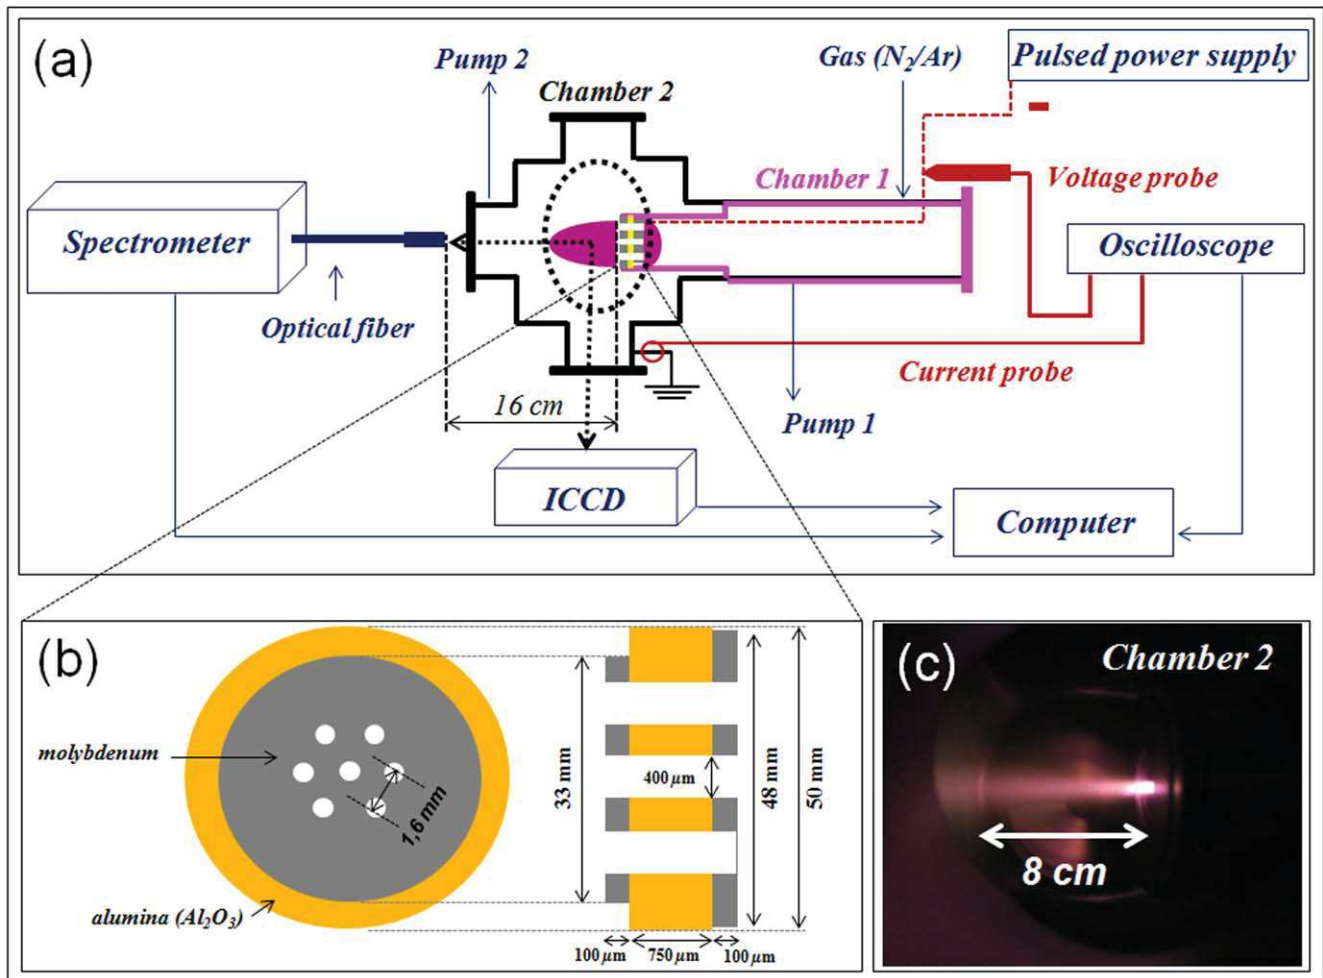 (a)
Pump 2
Gas (N₂/Ar)
Pulsed power supply
Chamber 2
Chamber 1
Voltage probe
Spectrometer
Oscilloscope
Optical fiber
Current probe
16 cm
Pump 1
ICCD
Computer
(b)
molybdenum
1,6 mm
alumina (Al₂O₃)
33 mm
400 µm
48 mm
50 mm
100 µm
750 µm
100 µm
(c)
Chamber 2
8 cm